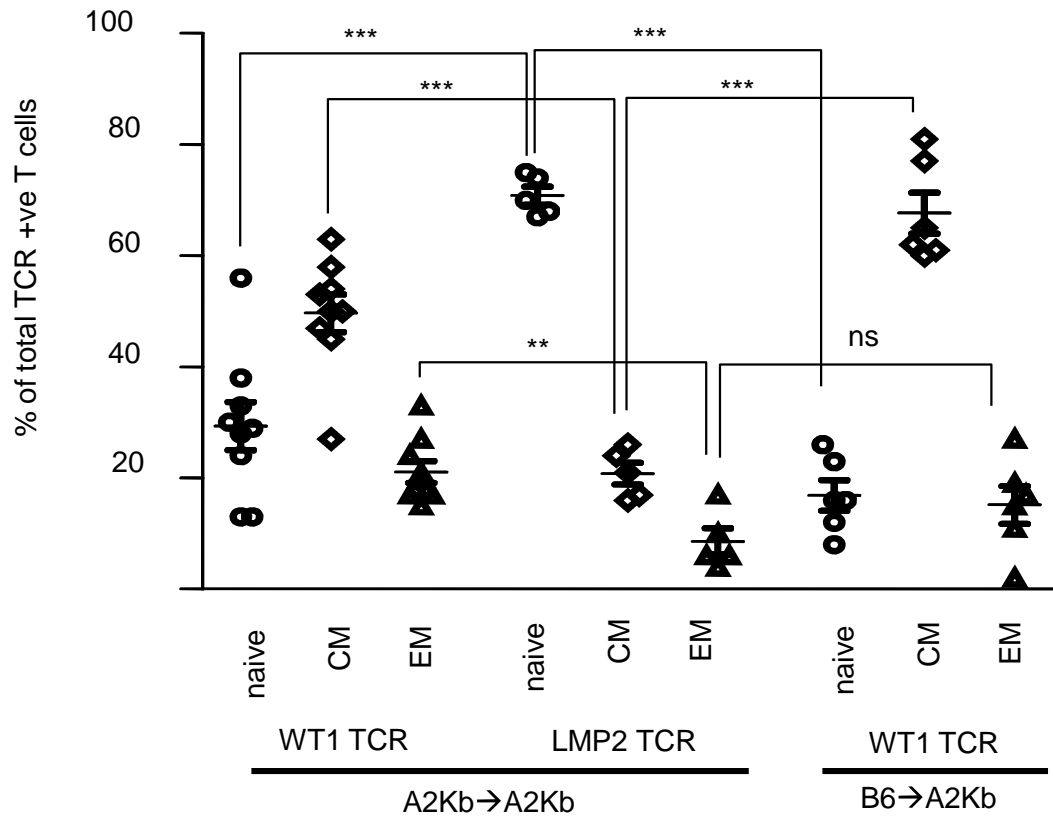 % of total TCR +ve T cells
100
80
60
40
20
***
***
***
***
**
ns
naive
CM
EM
naive
CM
EM
naive
CM
EM
WT1 TCR
LMP2 TCR
WT1 TCR
A2Kb→A2Kb
B6→A2Kb